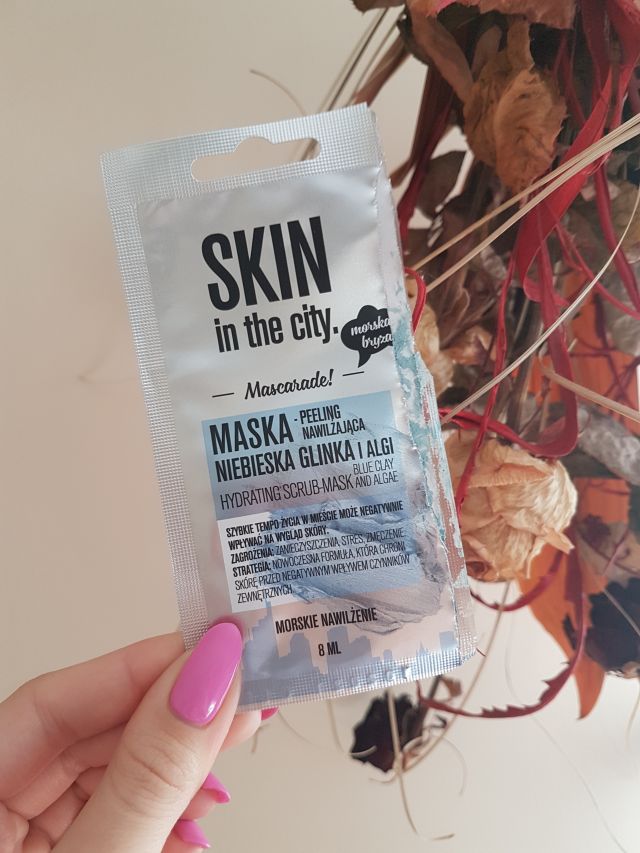 SKIN
in the city.
morska
bryza
— Mascarade! —
MASKA - PEELING
NAWILŻAJĄCA
NIEBIESKA GLINKA I ALGI
HYDRATING SCRUB-MASK BLUE CLAY
AND ALGAE
SZYBKIE TEMPO ŻYCIA W MIEŚCIE MOŻE NEGATYWNIE
WPŁYWAĆ NA WYGLĄD SKÓRY.
ZAGROŻENIA: ZANIECZYSZCZENIA, STRES, ZMĘCZENIE
STRATEGIA: NOWOCZESNA FORMUŁA, KTÓRA CHRONI
SKÓRĘ PRZED NEGATYWNYM WPŁYWEM CZYNNIKÓW
ZEWNĘTRZNYCH
MORSKIE NAWILŻENIE
8 ML